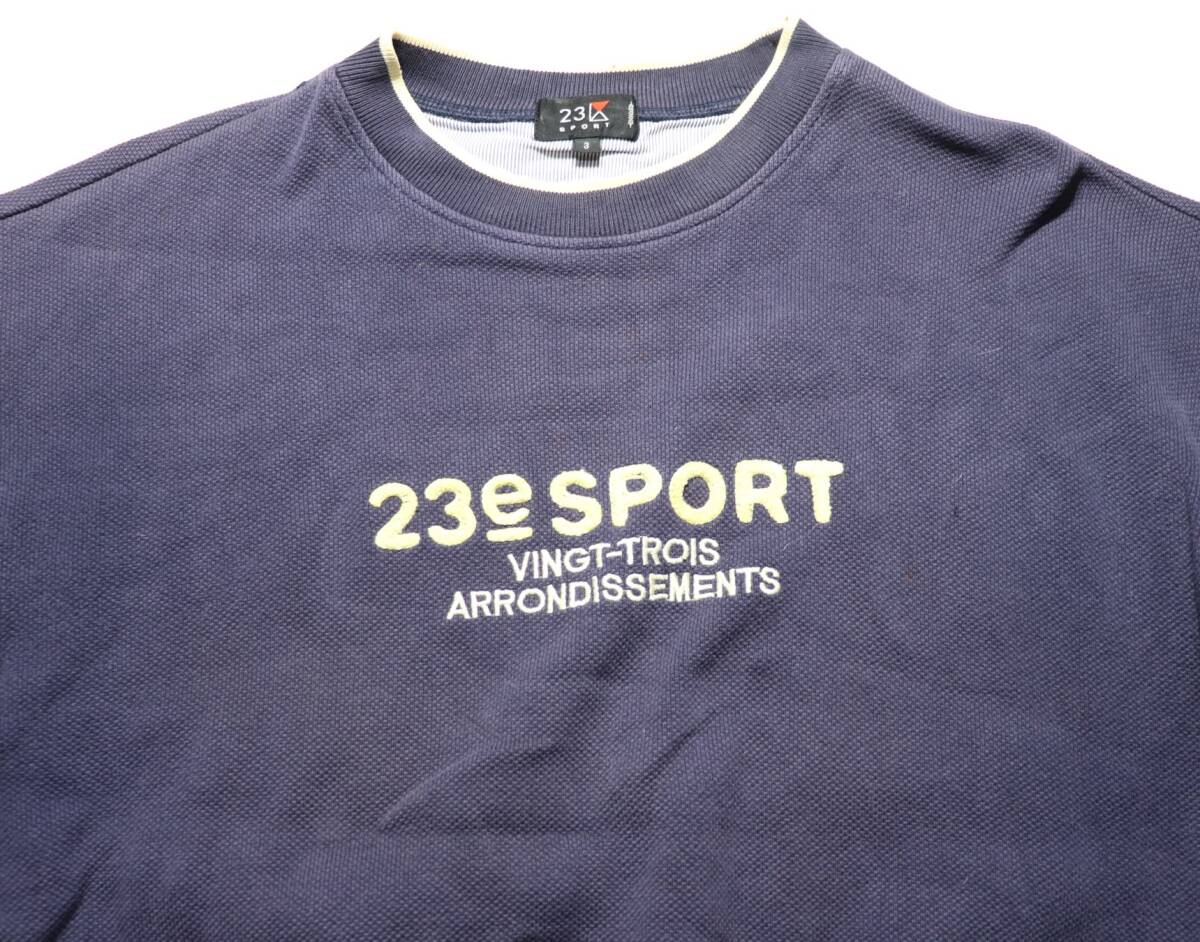 23
SPORT
3
23e SPORT
VINGT-TROIS
ARRONDISSEMENTS